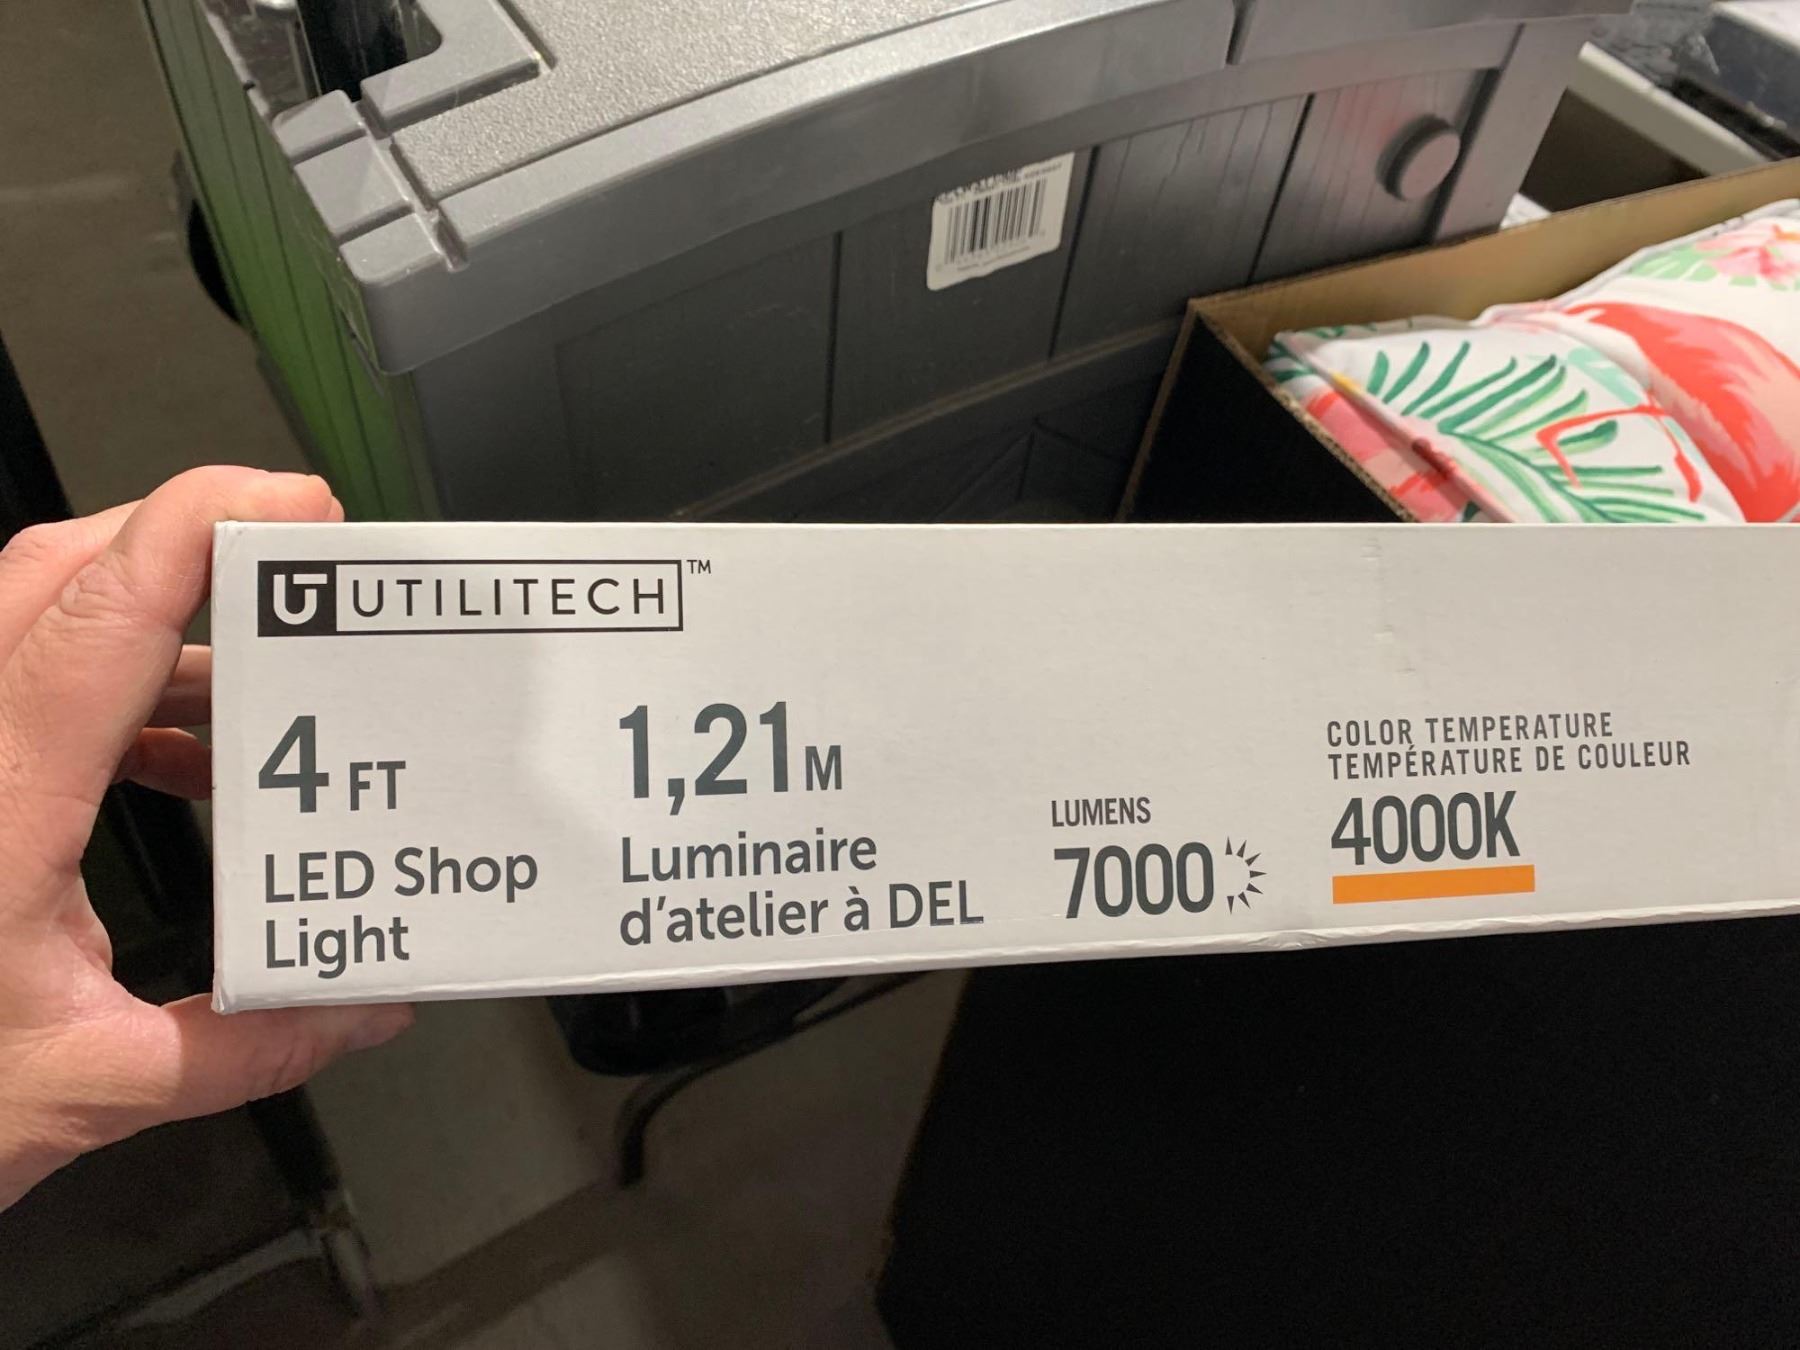 UTILITECH™
4 FT
LED Shop
Light
1,21 M
Luminaire
d'atelier à DEL
LUMENS
7000
COLOR TEMPERATURE
TEMPÉRATURE DE COULEUR
4000K